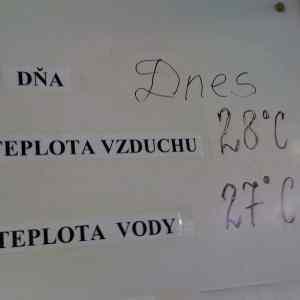 DŇA Dnes
TEPLOTA VZDUCHU 28°C
TEPLOTA VODY 27°C